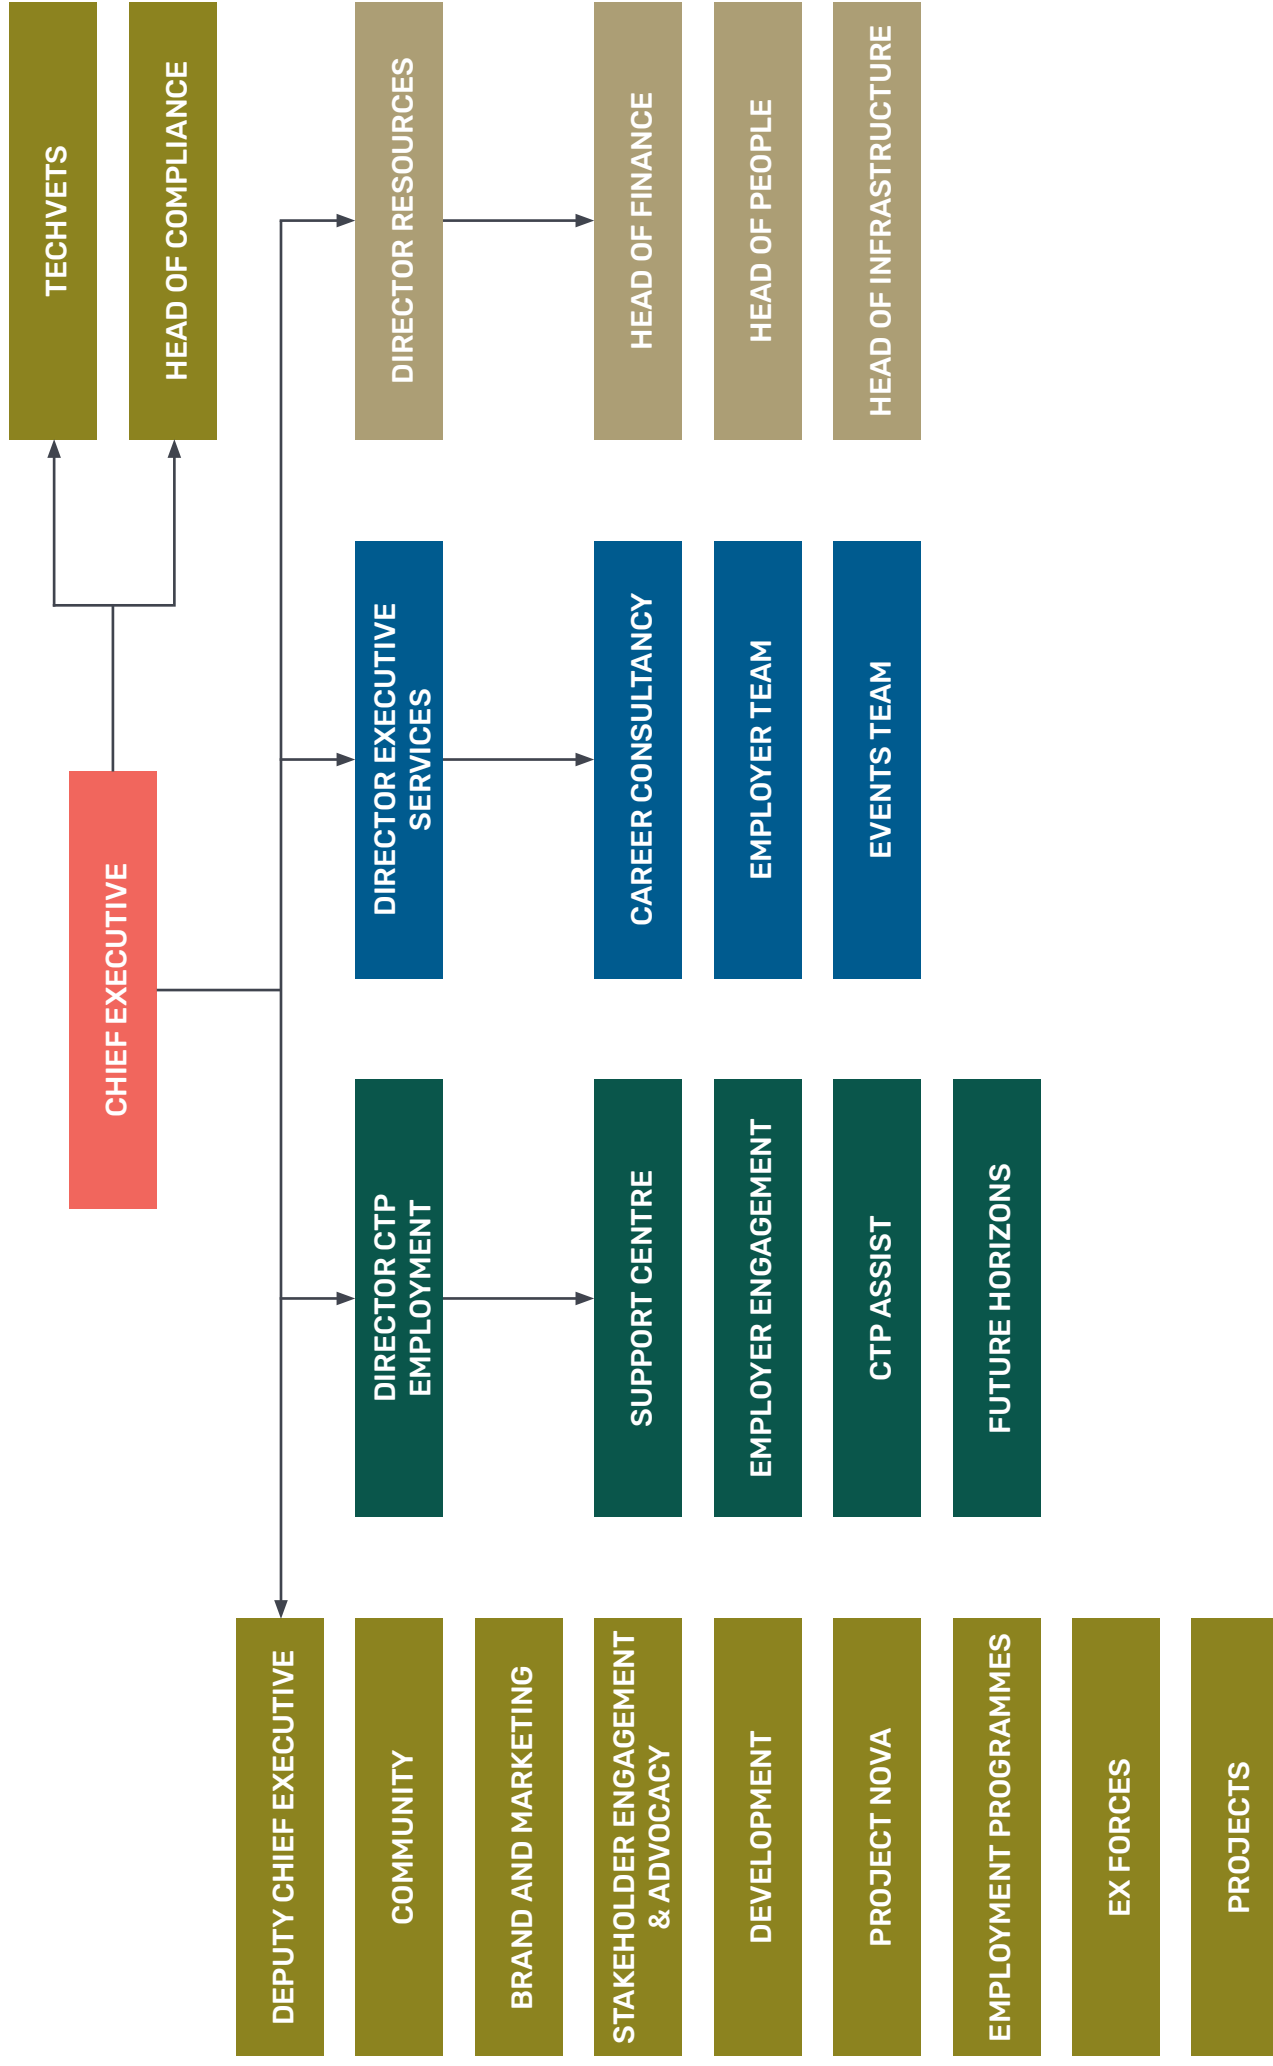 CHIEF EXECUTIVE
TECHVETS
HEAD OF COMPLIANCE
DEPUTY CHIEF EXECUTIVE
COMMUNITY
BRAND AND MARKETING
STAKEHOLDER ENGAGEMENT
& ADVOCACY
DEVELOPMENT
PROJECT NOVA
EMPLOYMENT PROGRAMMES
EX FORCES
PROJECTS
DIRECTOR CTP
EMPLOYMENT
SUPPORT CENTRE
EMPLOYER ENGAGEMENT
CTP ASSIST
FUTURE HORIZONS
DIRECTOR EXECUTIVE
SERVICES
CAREER CONSULTANCY
EMPLOYER TEAM
EVENTS TEAM
DIRECTOR RESOURCES
HEAD OF FINANCE
HEAD OF PEOPLE
HEAD OF INFRASTRUCTURE